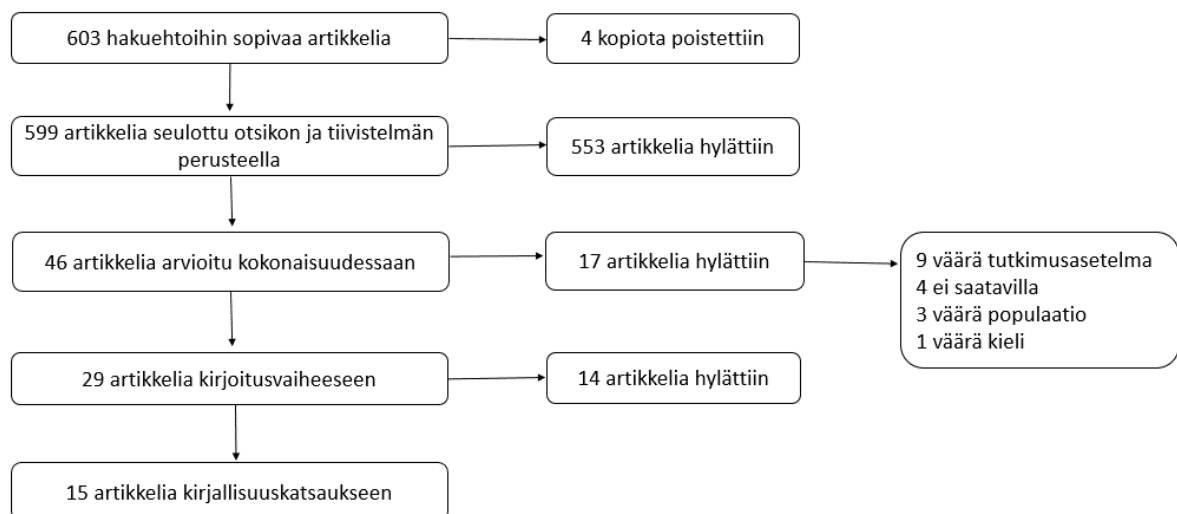 603 hakuehtoihin sopivaa artikkelia
4 kopiota poistettiin
599 artikkelia seulottu otsikon ja tiivistelmän
perusteella
553 artikkelia hylättiin
46 artikkelia arvioitu kokonaisuudessaan
17 artikkelia hylättiin
9 väärä tutkimusasetelma
4 ei saatavilla
3 väärä populaatio
1 väärä kieli
29 artikkelia kirjoitusvaiheeseen
14 artikkelia hylättiin
15 artikkelia kirjallisuuskatsaukseen